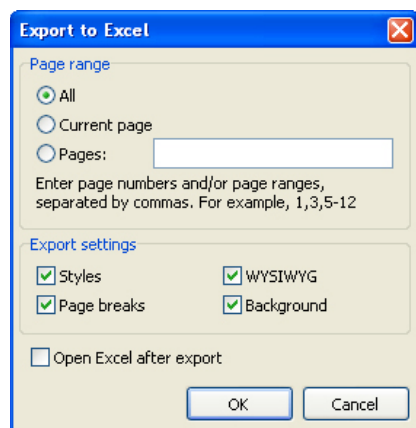 Export to Excel
Page range
All
Current page
Pages:
Enter page numbers and/or page ranges,
separated by commas. For example, 1,3,5-12
Export settings
Styles WYSIWYG
Page breaks Background
Open Excel after export
OK Cancel